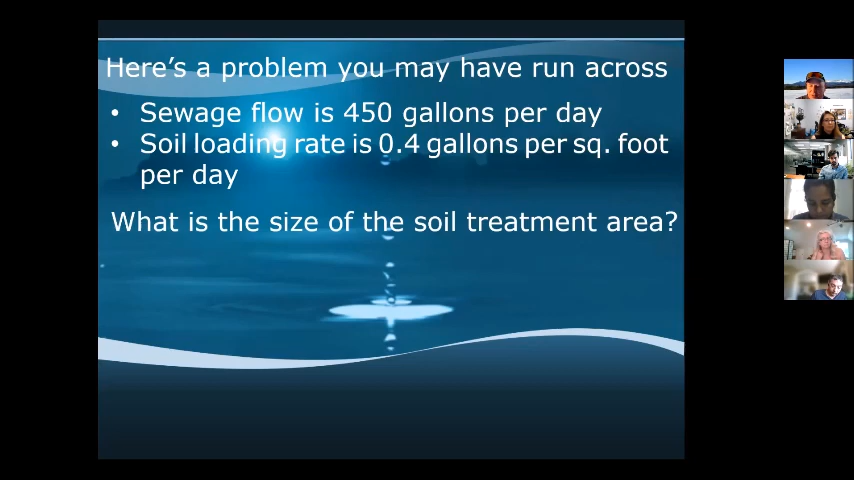 Here's a problem you may have run across
• Sewage flow is 450 gallons per day
• Soil loading rate is 0.4 gallons per sq. foot
per day
What is the size of the soil treatment area?